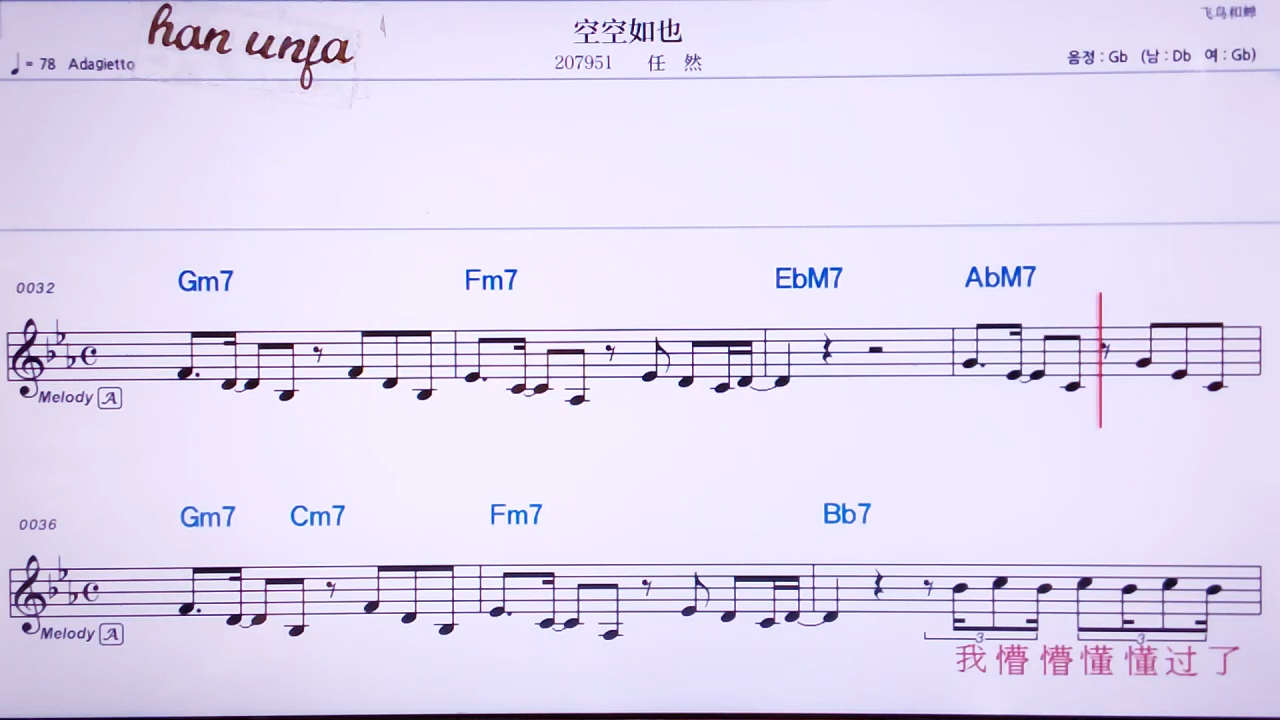 han unfa
空空如也
飞鸟和蝉
♩= 78 Adagietto
207951 任 然
음정 : Gb (남 : Db 여 : Gb)
Gm7 Fm7 EbM7 AbM7
0032
Melody A
Gm7 Cm7 Fm7 Bb7
0036
Melody A
3 3
我 懵 懵 懂 懂 过 了